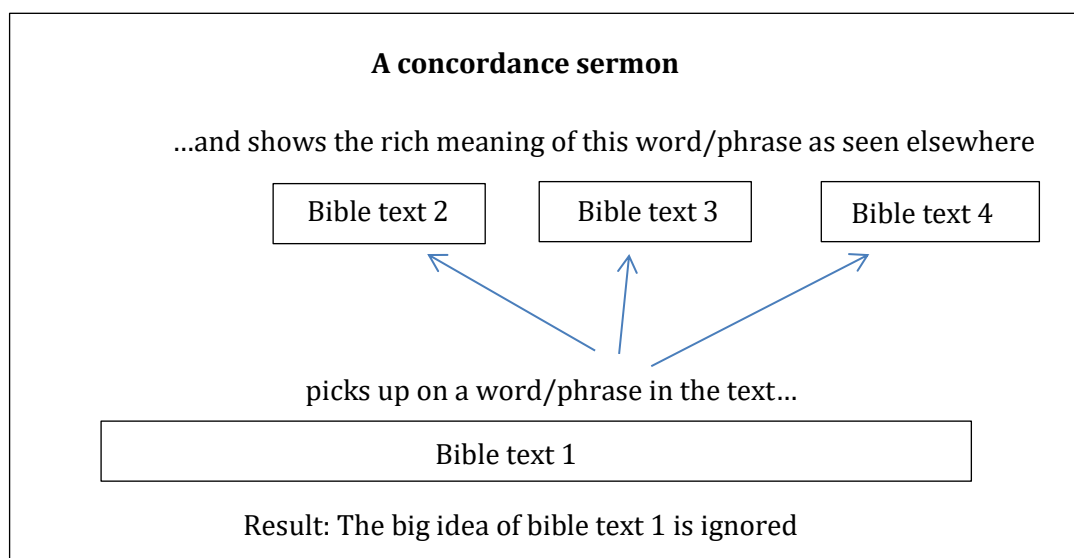 A concordance sermon
…and shows the rich meaning of this word/phrase as seen elsewhere
Bible text 2
Bible text 3
Bible text 4
picks up on a word/phrase in the text…
Bible text 1
Result: The big idea of bible text 1 is ignored